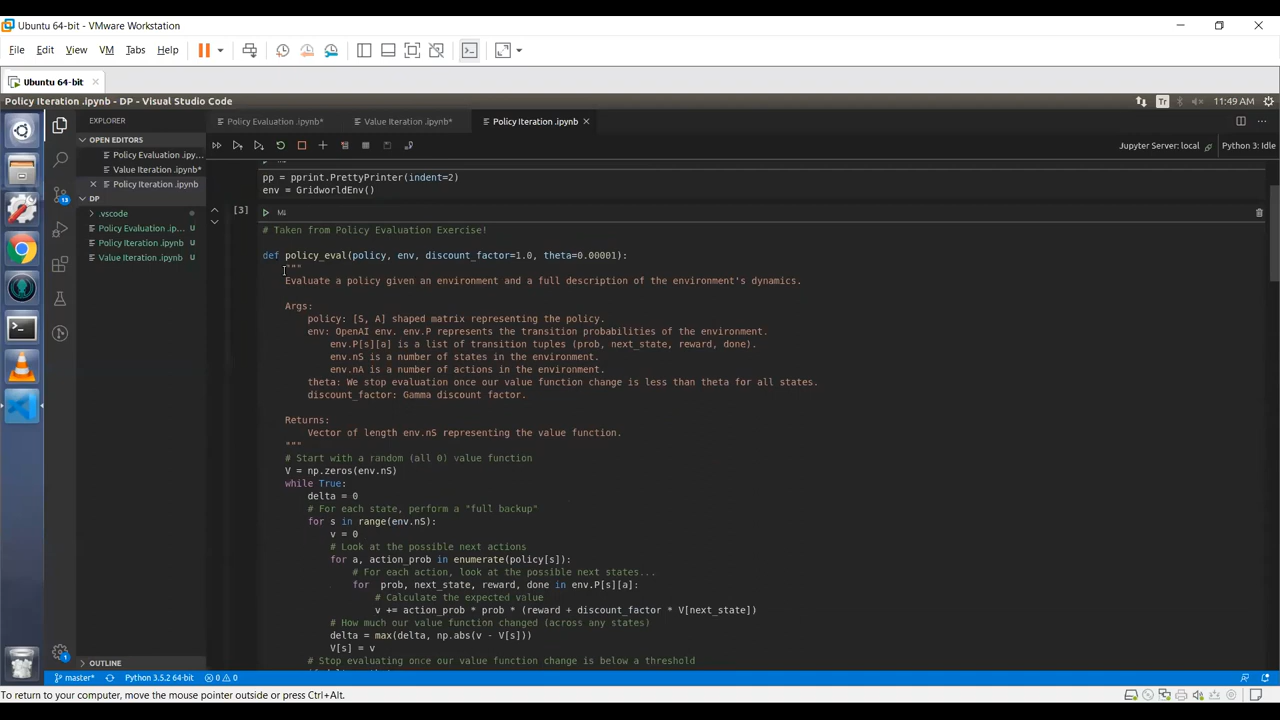 Ubuntu 64-bit - VMware Workstation
File Edit View VM Tabs Help
Ubuntu 64-bit
Policy Iteration .ipynb - DP - Visual Studio Code
Tr
11:49 AM
EXPLORER
Policy Evaluation .ipynb*
Value Iteration .ipynb*
Policy Iteration .ipynb
OPEN EDITORS
Policy Evaluation .ipy...
Value Iteration .ipynb*
Policy Iteration .ipynb
DP
.vscode
Policy Evaluation .ip... U
Policy Iteration .ipynb U
Value Iteration .ipynb U
13
Jupyter Server: local
Python 3: Idle
pp = pprint.PrettyPrinter(indent=2)
env = GridworldEnv()
[3]
M↓
# Taken from Policy Evaluation Exercise!
def policy_eval(policy, env, discount_factor=1.0, theta=0.00001):
"""
Evaluate a policy given an environment and a full description of the environment's dynamics.
Args:
policy: [S, A] shaped matrix representing the policy.
env: OpenAI env. env.P represents the transition probabilities of the environment.
env.P[s][a] is a list of transition tuples (prob, next_state, reward, done).
env.nS is a number of states in the environment.
env.nA is a number of actions in the environment.
theta: We stop evaluation once our value function change is less than theta for all states.
discount_factor: Gamma discount factor.
Returns:
Vector of length env.nS representing the value function.
"""
# Start with a random (all 0) value function
V = np.zeros(env.nS)
while True:
delta = 0
# For each state, perform a "full backup"
for s in range(env.nS):
v = 0
# Look at the possible next actions
for a, action_prob in enumerate(policy[s]):
# For each action, look at the possible next states...
for  prob, next_state, reward, done in env.P[s][a]:
# Calculate the expected value
v += action_prob * prob * (reward + discount_factor * V[next_state])
# How much our value function changed (across any states)
delta = max(delta, np.abs(v - V[s]))
V[s] = v
# Stop evaluating once our value function change is below a threshold
OUTLINE
1
master*
Python 3.5.2 64-bit
0
0
To return to your computer, move the mouse pointer outside or press Ctrl+Alt.